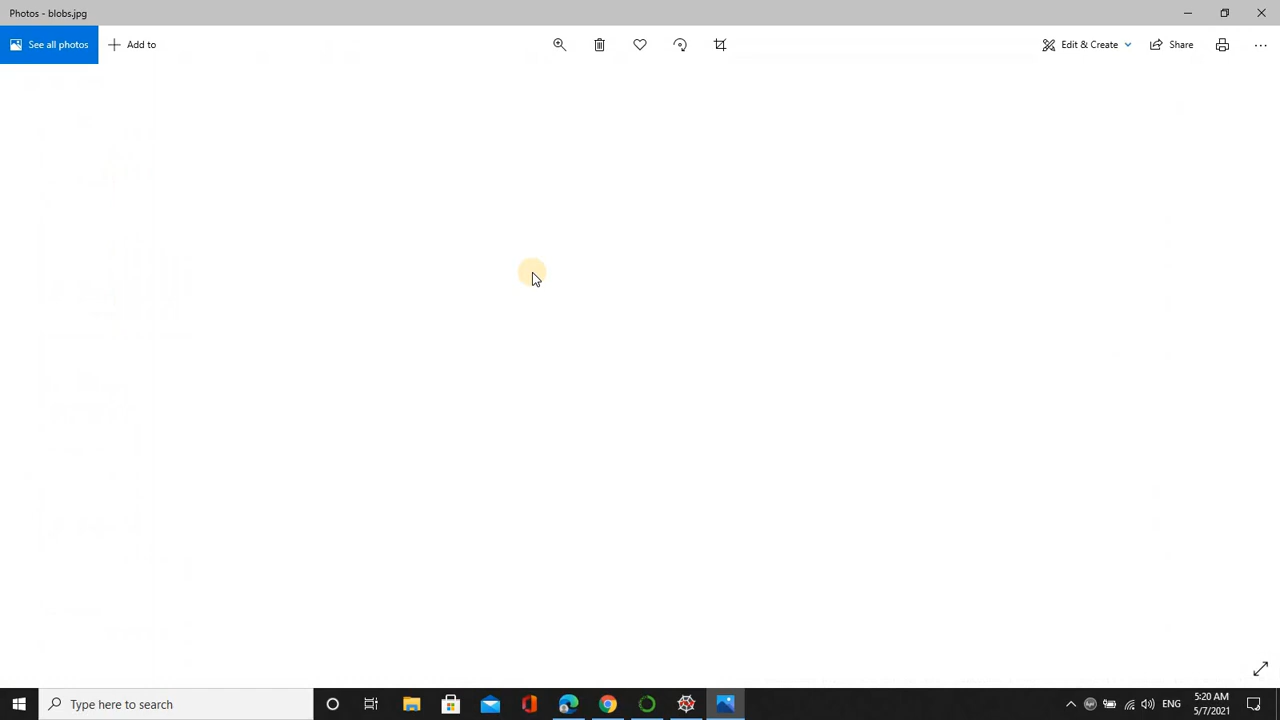 Photos - blobs.jpg
See all photos
Add to
Edit & Create
Share
Type here to search
ENG
5:20 AM
5/7/2021